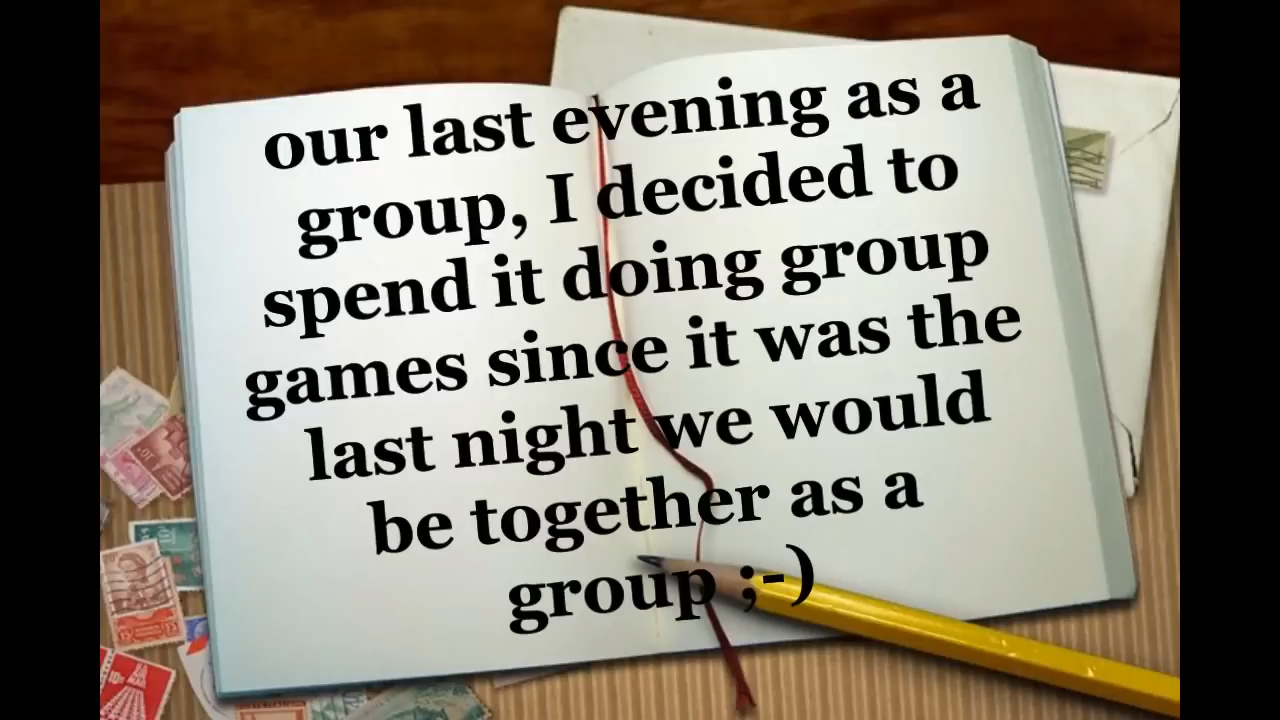 our last evening as a
group, I decided to
spend it doing group
games since it was the
last night we would
be together as a
group ;-)